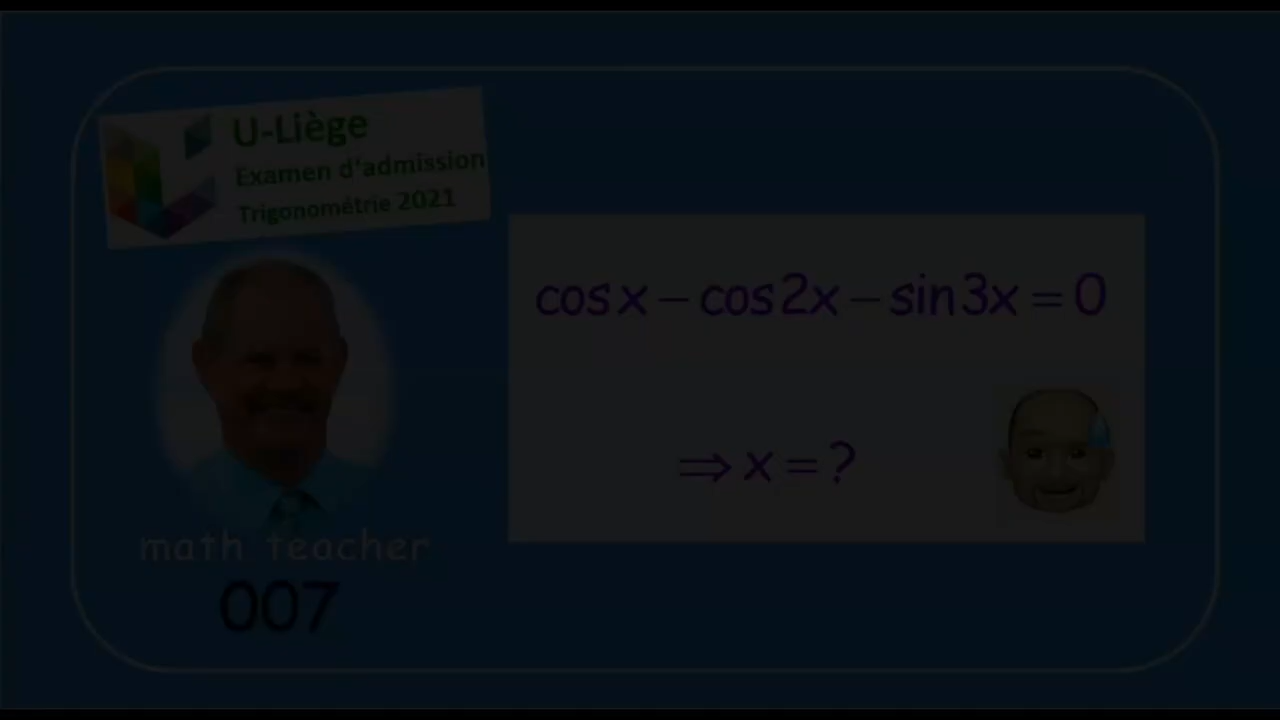 U-Liège
Examen d'admission
Trigonométrie 2021
cos x – cos 2x – sin 3x = 0
⇒ x = ?
math teacher
007